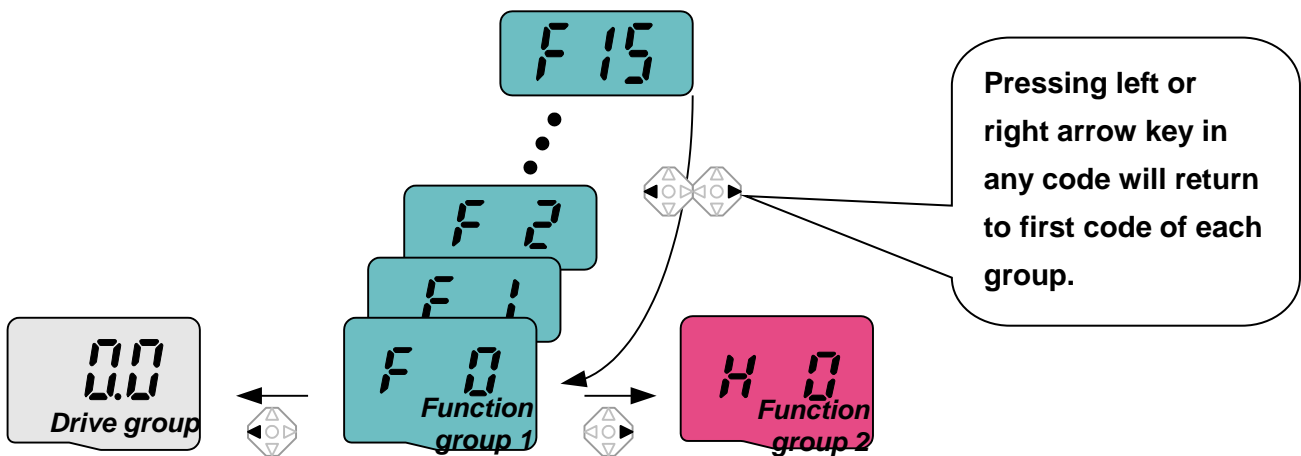 F 15
Pressing left or
right arrow key in
any code will return
to first code of each
group.
F 2
F 1
0.0
Drive group
F 0
Function
group 1
H 0
Function
group 2